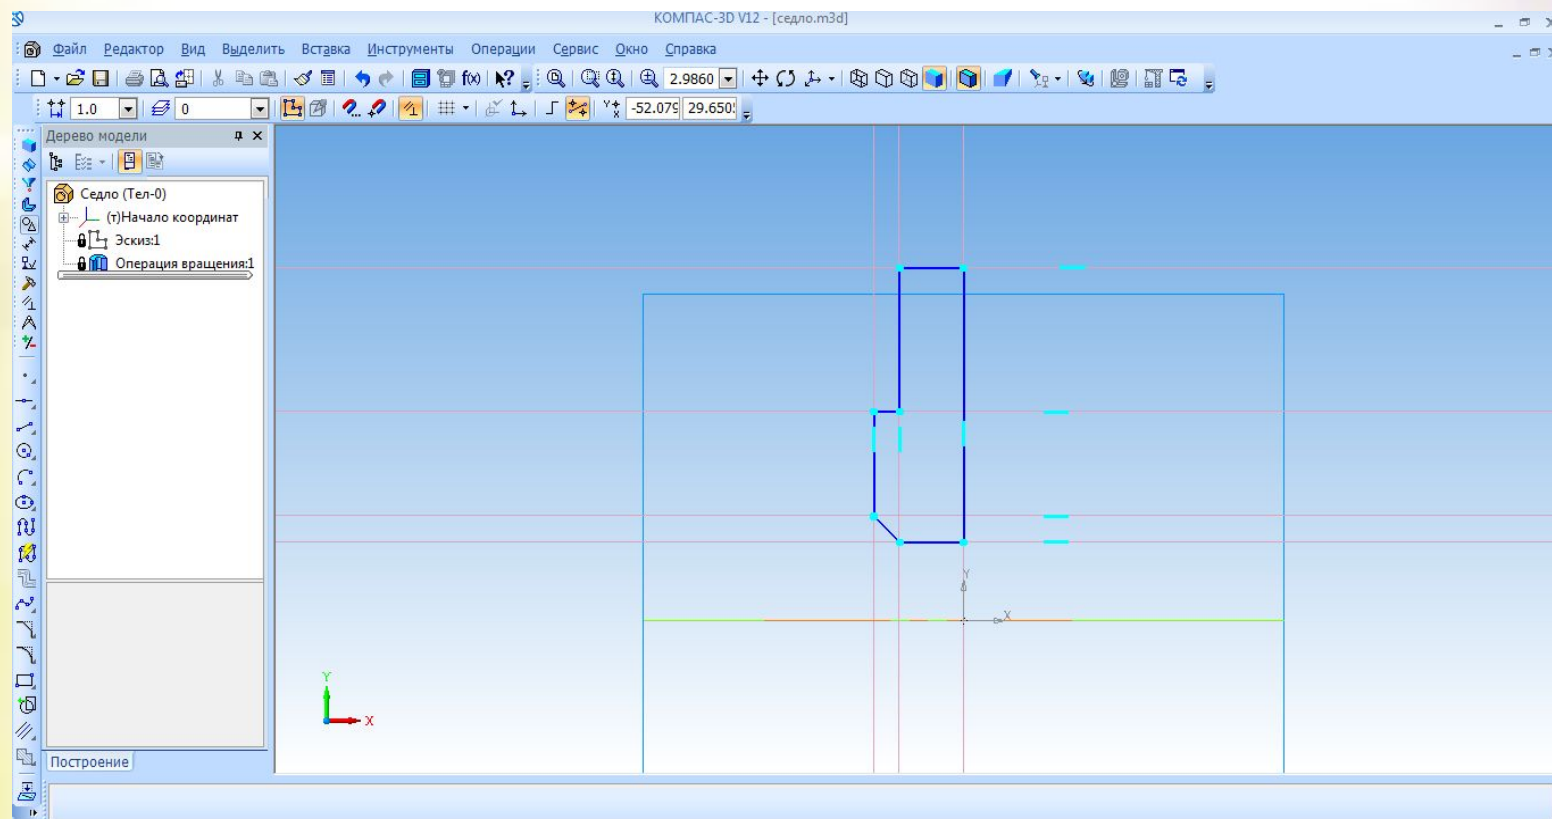 КОМПАС-3D V12 - [седло.m3d]
Файл Редактор Вид Выделить Вставка Инструменты Операции Сервис Окно Справка
f(x) 2.9860
1.0 0 -52.079 29.650
Дерево модели
Седло (Тел-0)
(т)Начало координат
Эскиз:1
Операция вращения:1
Y
X
Y
X
Построение